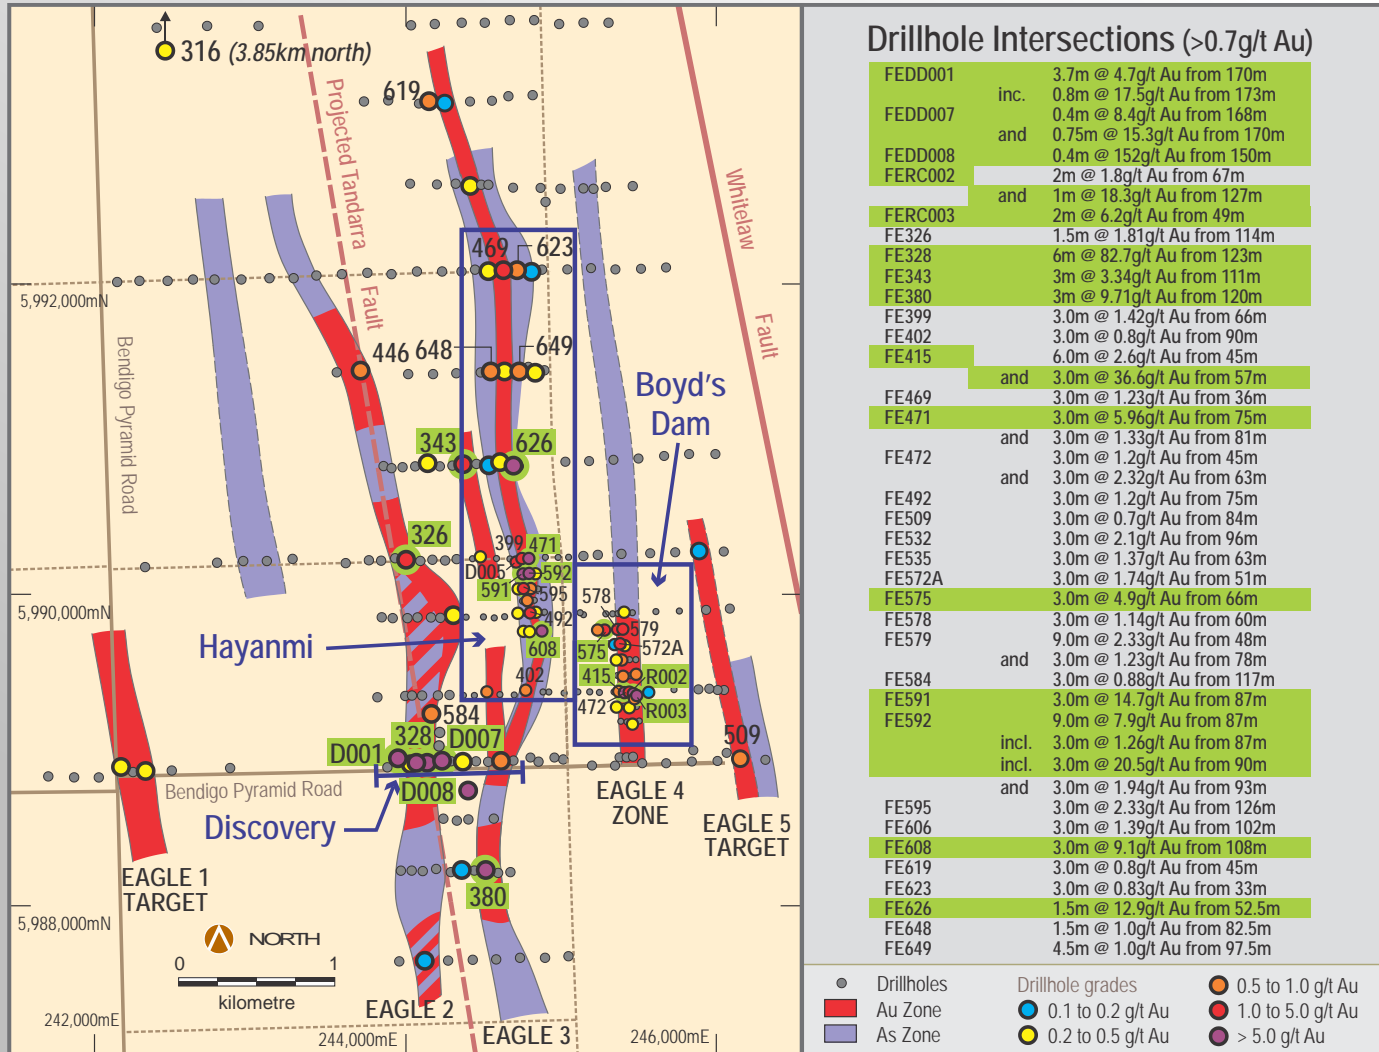 316 (3.85km north)
619
Projected Tandarra
Fault
Whitelaw
Fault
469
623
5,992,000mN
446
648
649
Boyd's
Dam
Bendigo Pyramid Road
343
626
326
399
471
D005
592
591
595
578
5,990,000mN
492
579
Hayanmi
608
575
572A
402
415
R002
472
R003
584
328
D007
D001
509
Bendigo Pyramid Road
D008
EAGLE 4
ZONE
Discovery
EAGLE 5
TARGET
EAGLE 1
TARGET
380
5,988,000mN
NORTH
0 1
kilometre
EAGLE 2
EAGLE 3
242,000mE
244,000mE
246,000mE
Drillhole Intersections (>0.7g/t Au)
FEDD001 3.7m @ 4.7g/t Au from 170m
inc. 0.8m @ 17.5g/t Au from 173m
FEDD007 0.4m @ 8.4g/t Au from 168m
and 0.75m @ 15.3g/t Au from 170m
FEDD008 0.4m @ 152g/t Au from 150m
FERC002 2m @ 1.8g/t Au from 67m
and 1m @ 18.3g/t Au from 127m
FERC003 2m @ 6.2g/t Au from 49m
FE326 1.5m @ 1.81g/t Au from 114m
FE328 6m @ 82.7g/t Au from 123m
FE343 3m @ 3.34g/t Au from 111m
FE380 3m @ 9.71g/t Au from 120m
FE399 3.0m @ 1.42g/t Au from 66m
FE402 3.0m @ 0.8g/t Au from 90m
FE415 6.0m @ 2.6g/t Au from 45m
and 3.0m @ 36.6g/t Au from 57m
FE469 3.0m @ 1.23g/t Au from 36m
FE471 3.0m @ 5.96g/t Au from 75m
and 3.0m @ 1.33g/t Au from 81m
FE472 3.0m @ 1.2g/t Au from 45m
and 3.0m @ 2.32g/t Au from 63m
FE492 3.0m @ 1.2g/t Au from 75m
FE509 3.0m @ 0.7g/t Au from 84m
FE532 3.0m @ 2.1g/t Au from 96m
FE535 3.0m @ 1.37g/t Au from 63m
FE572A 3.0m @ 1.74g/t Au from 51m
FE575 3.0m @ 4.9g/t Au from 66m
FE578 3.0m @ 1.14g/t Au from 60m
FE579 9.0m @ 2.33g/t Au from 48m
and 3.0m @ 1.23g/t Au from 78m
FE584 3.0m @ 0.88g/t Au from 117m
FE591 3.0m @ 14.7g/t Au from 87m
FE592 9.0m @ 7.9g/t Au from 87m
incl. 3.0m @ 1.26g/t Au from 87m
incl. 3.0m @ 20.5g/t Au from 90m
and 3.0m @ 1.94g/t Au from 93m
FE595 3.0m @ 2.33g/t Au from 126m
FE606 3.0m @ 1.39g/t Au from 102m
FE608 3.0m @ 9.1g/t Au from 108m
FE619 3.0m @ 0.8g/t Au from 45m
FE623 3.0m @ 0.83g/t Au from 33m
FE626 1.5m @ 12.9g/t Au from 52.5m
FE648 1.5m @ 1.0g/t Au from 82.5m
FE649 4.5m @ 1.0g/t Au from 97.5m
Drillholes
Au Zone
As Zone
Drillhole grades
0.1 to 0.2 g/t Au
0.2 to 0.5 g/t Au
0.5 to 1.0 g/t Au
1.0 to 5.0 g/t Au
> 5.0 g/t Au